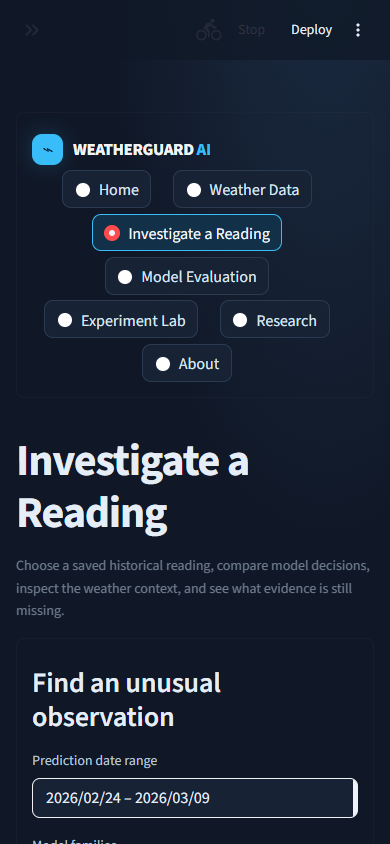 Stop Deploy
WEATHERGUARD AI
Home Weather Data
Investigate a Reading
Model Evaluation
Experiment Lab Research
About
Investigate a
Reading
Choose a saved historical reading, compare model decisions,
inspect the weather context, and see what evidence is still
missing.
Find an unusual
observation
Prediction date range
2026/02/24 – 2026/03/09
Model families